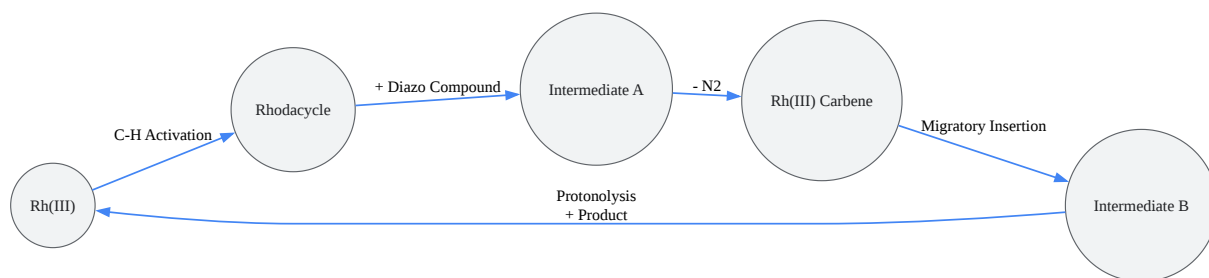 Rh(III)
C-H Activation
Rhodacycle
+ Diazo Compound
Intermediate A
- N2
Rh(III) Carbene
Migratory Insertion
Intermediate B
Protonolysis
+ Product